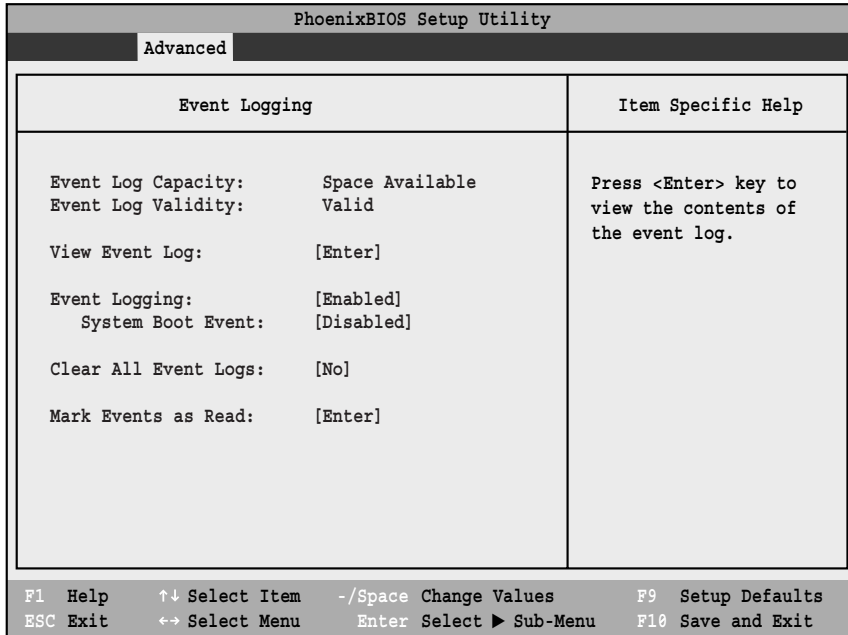 PhoenixBIOS Setup Utility
Advanced
Event Logging
Item Specific Help
Event Log Capacity: Space Available
Event Log Validity: Valid
View Event Log: [Enter]
Event Logging: [Enabled]
System Boot Event: [Disabled]
Clear All Event Logs: [No]
Mark Events as Read: [Enter]
Press <Enter> key to
view the contents of
the event log.
F1 Help ↑↓ Select Item -/Space Change Values F9 Setup Defaults
ESC Exit ←→ Select Menu Enter Select ▶ Sub-Menu F10 Save and Exit